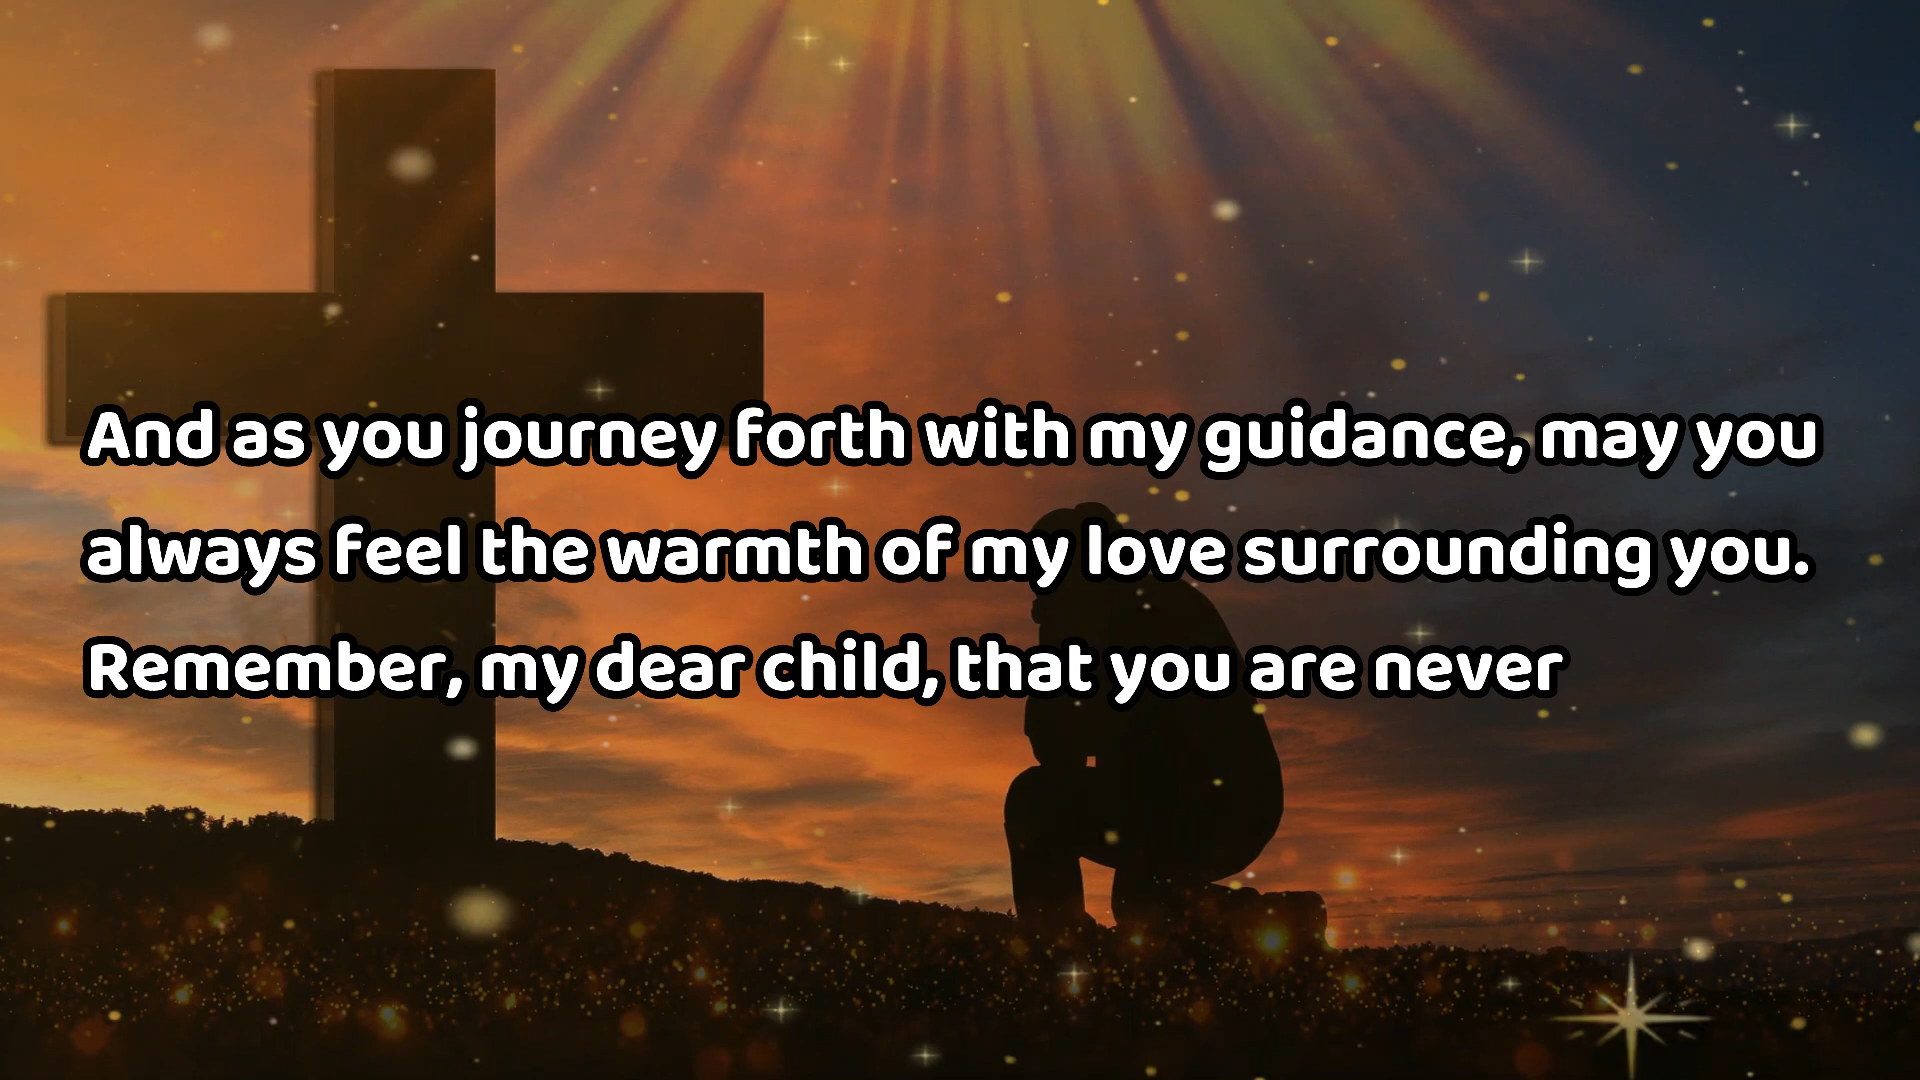 And as you journey forth with my guidance, may you
always feel the warmth of my love surrounding you.
Remember, my dear child, that you are never